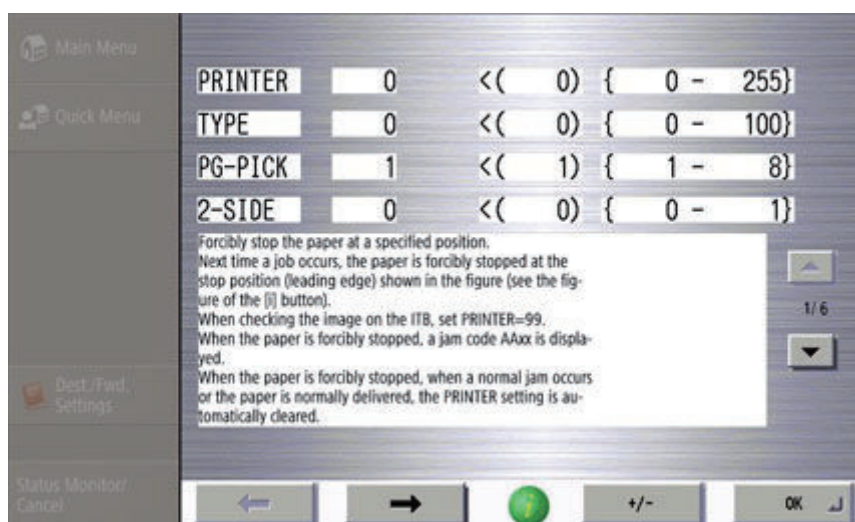 Main Menu
Quick Menu
PRINTER 0 <( 0) { 0 - 255}
TYPE 0 <( 0) { 0 - 100}
PG-PICK 1 <( 1) { 1 - 8}
2-SIDE 0 <( 0) { 0 - 1}
Forcibly stop the paper at a specified position.
Next time a job occurs, the paper is forcibly stopped at the
stop position (leading edge) shown in the figure (see the fig-
ure of the [i] button).
When checking the image on the ITB, set PRINTER=99.
When the paper is forcibly stopped, a jam code AAxx is displa-
yed.
When the paper is forcibly stopped, when a normal jam occurs
or the paper is normally delivered, the PRINTER setting is au-
tomatically cleared.
1/6
Dest./Fwd.
Settings
Status Monitor/
Cancel
i
+/-
OK